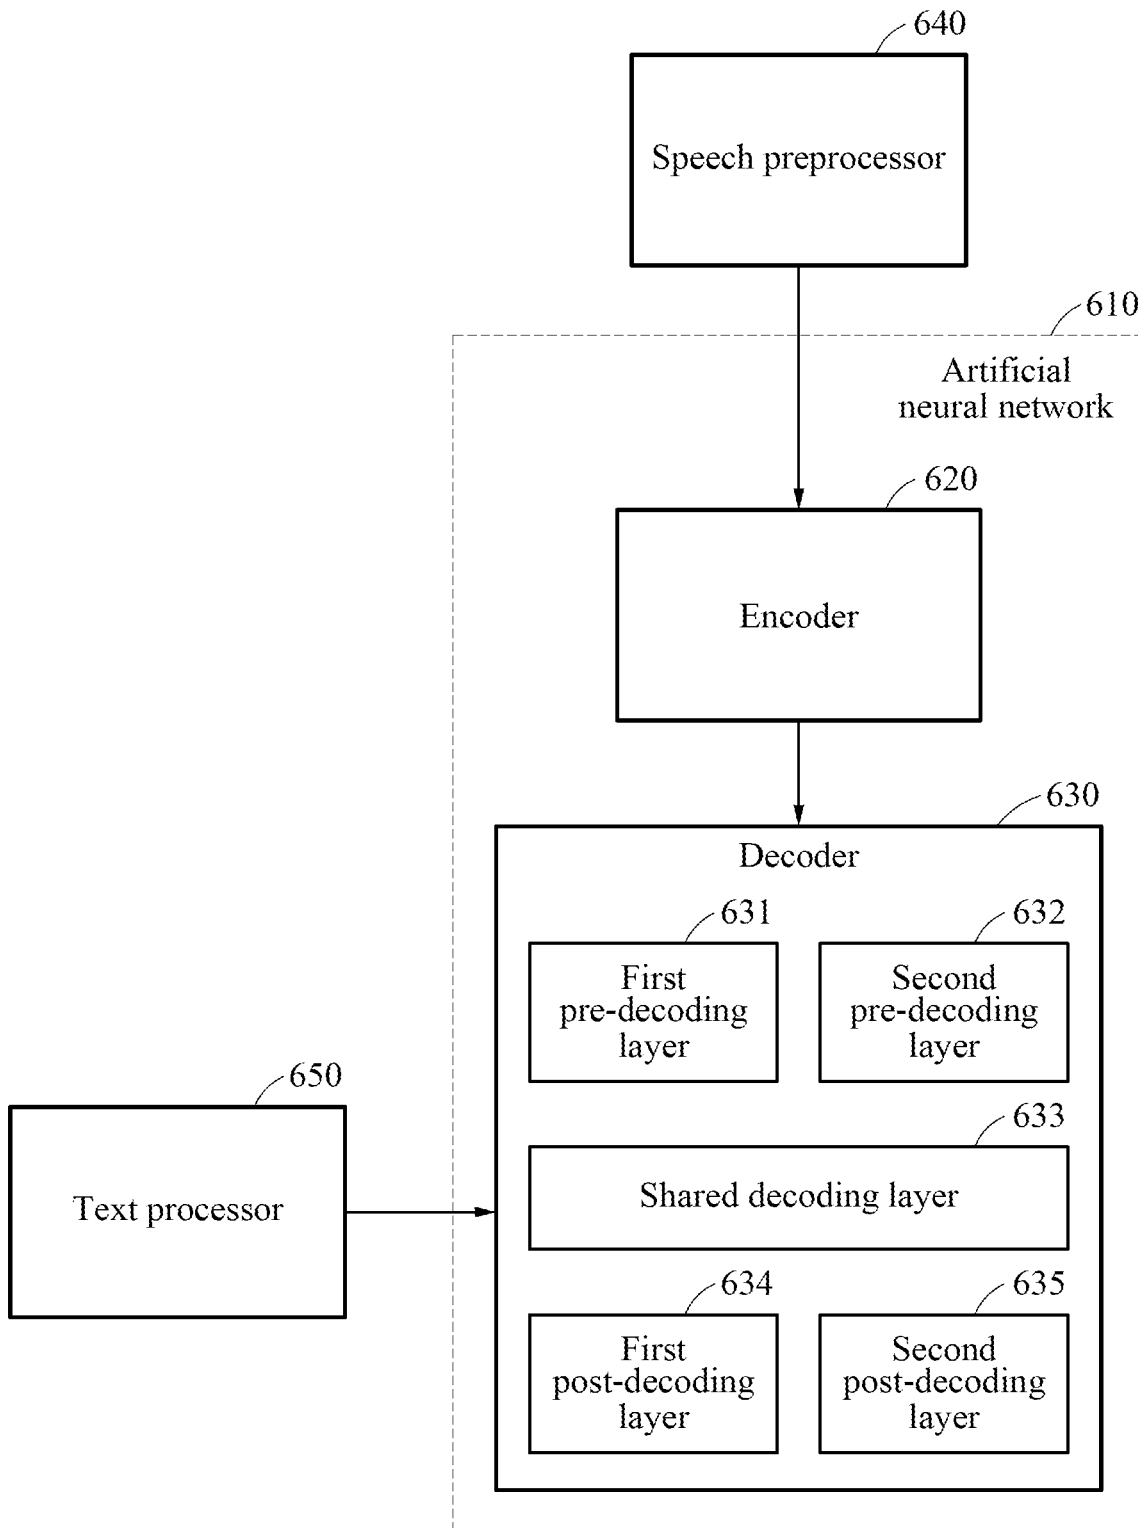 640
Speech preprocessor
610
Artificial
neural network
620
Encoder
630
Decoder
631
632
First
pre-decoding
layer
Second
pre-decoding
layer
650
Text processor
633
Shared decoding layer
634
635
First
post-decoding
layer
Second
post-decoding
layer